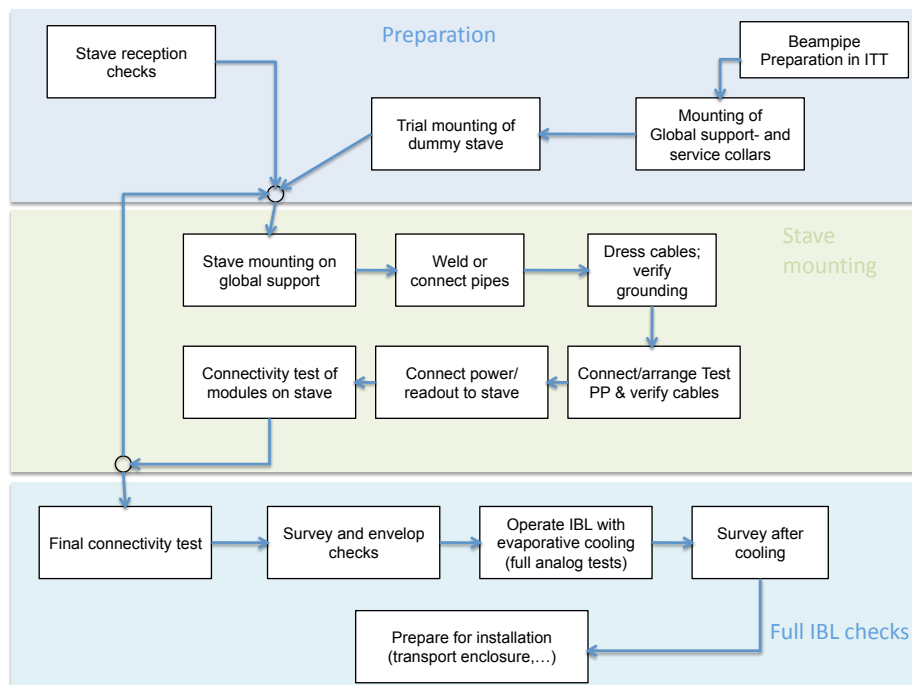 Preparation
Stave reception
checks
Beampipe
Preparation in ITT
Trial mounting of
dummy stave
Mounting of
Global support- and
service collars
Stave
mounting
Stave mounting on
global support
Weld or
connect pipes
Dress cables;
verify
grounding
Connectivity test of
modules on stave
Connect power/
readout to stave
Connect/arrange Test
PP & verify cables
Final connectivity test
Survey and envelop
checks
Operate IBL with
evaporative cooling
(full analog tests)
Survey after
cooling
Prepare for installation
(transport enclosure,…)
Full IBL checks